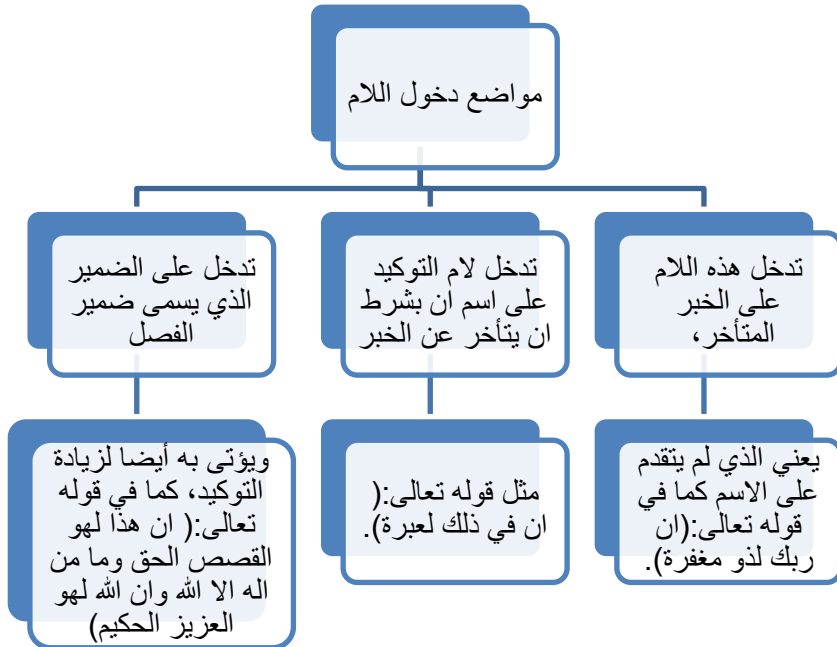 مواضع دخول اللام
تدخل هذه اللام
على الخبر
المتأخر،
يعني الذي لم يتقدم
على الاسم كما في
قوله تعالى:(ان
ربك لذو مغفرة).
تدخل لام التوكيد
على اسم ان بشرط
ان يتأخر عن الخبر
مثل قوله تعالى:(
ان في ذلك لعبرة).
تدخل على الضمير
الذي يسمى ضمير
الفصل
ويؤتى به أيضا لزيادة
التوكيد، كما في قوله
تعالى:( ان هذا لهو
القصص الحق وما من
اله الا الله وان الله لهو
العزيز الحكيم)